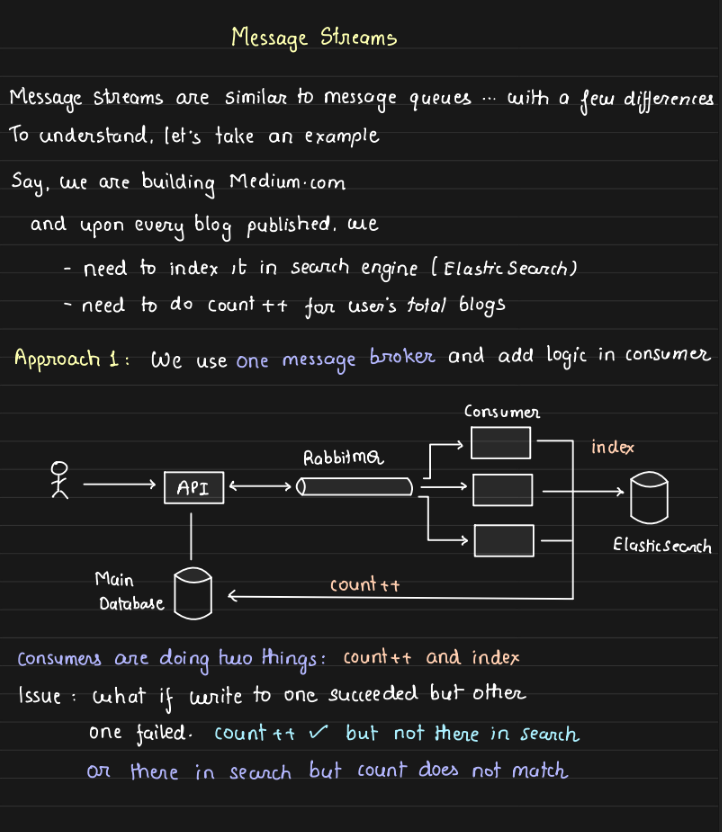 Message Streams
Message streams are similar to message queues ... with a few differences
To understand, let's take an example
Say, we are building Medium.com
and upon every blog published, we
- need to index it in search engine (ElasticSearch)
- need to do count ++ for user's total blogs
Approach 1: We use one message broker and add logic in consumer
Consumer
RabbitMQ
index
API
Elasticsearch
Main
Database
count ++
Consumers are doing two things: count++ and index
Issue : what if write to one succeeded but other
one failed. count ++ ✓ but not there in search
or there in search but count does not match